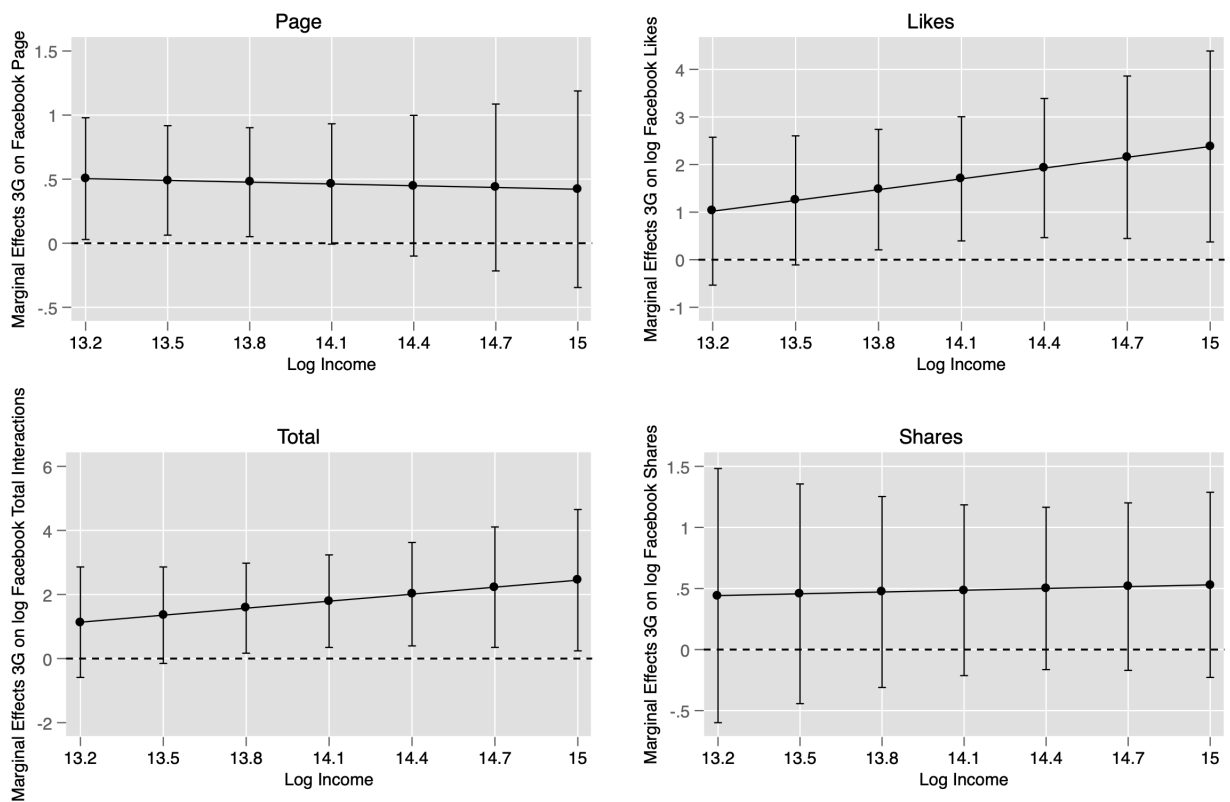 Page
Marginal Effects 3G on Facebook Page
1.5
1
.5
0
-.5
13.2 13.5 13.8 14.1 14.4 14.7 15
Log Income
Likes
Marginal Effects 3G on log Facebook Likes
4
3
2
1
0
-1
13.2 13.5 13.8 14.1 14.4 14.7 15
Log Income
Total
Marginal Effects 3G on log Facebook Total Interactions
6
4
2
0
-2
13.2 13.5 13.8 14.1 14.4 14.7 15
Log Income
Shares
Marginal Effects 3G on log Facebook Shares
1.5
1
.5
0
-.5
13.2 13.5 13.8 14.1 14.4 14.7 15
Log Income